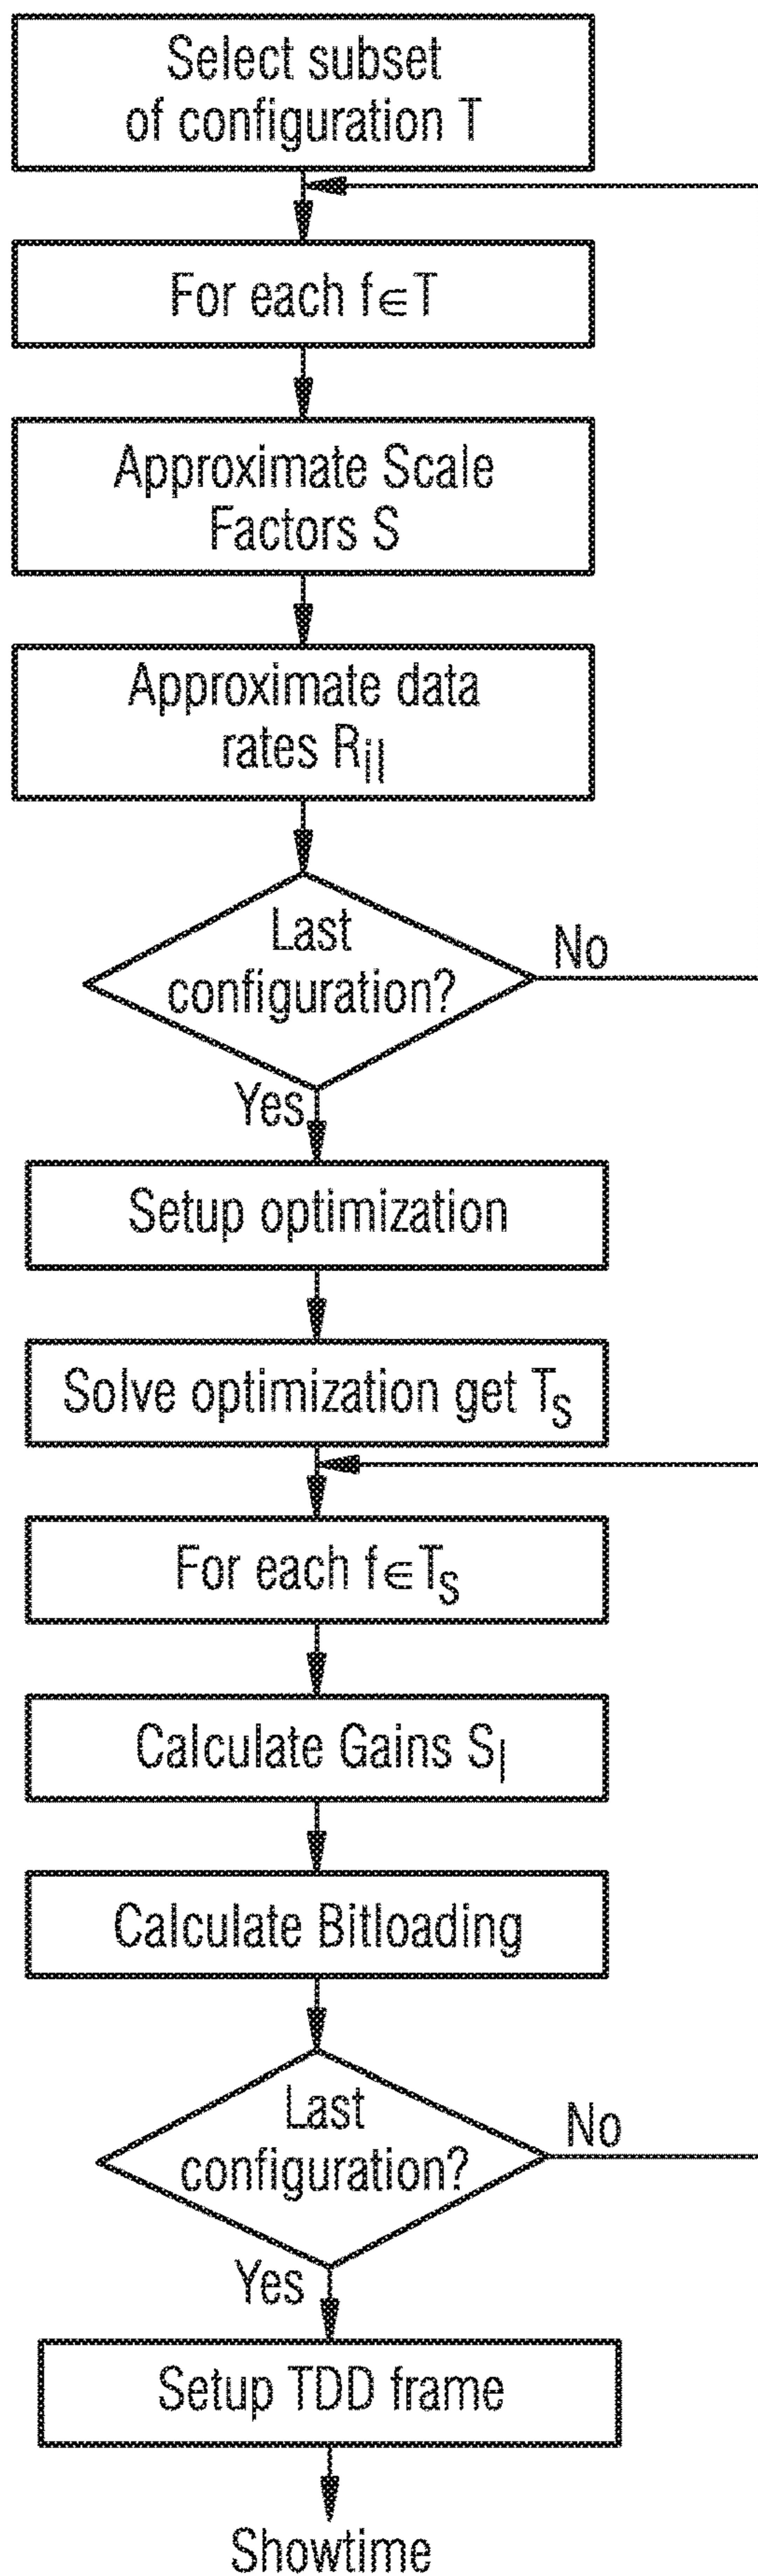 Select subset
of configuration T
For each f∈T
Approximate Scale
Factors S
Approximate data
rates R_il
Last
configuration?
No
Yes
Setup optimization
Solve optimization get T_S
For each f∈T_S
Calculate Gains S_l
Calculate Bitloading
Last
configuration?
No
Yes
Setup TDD frame
Showtime